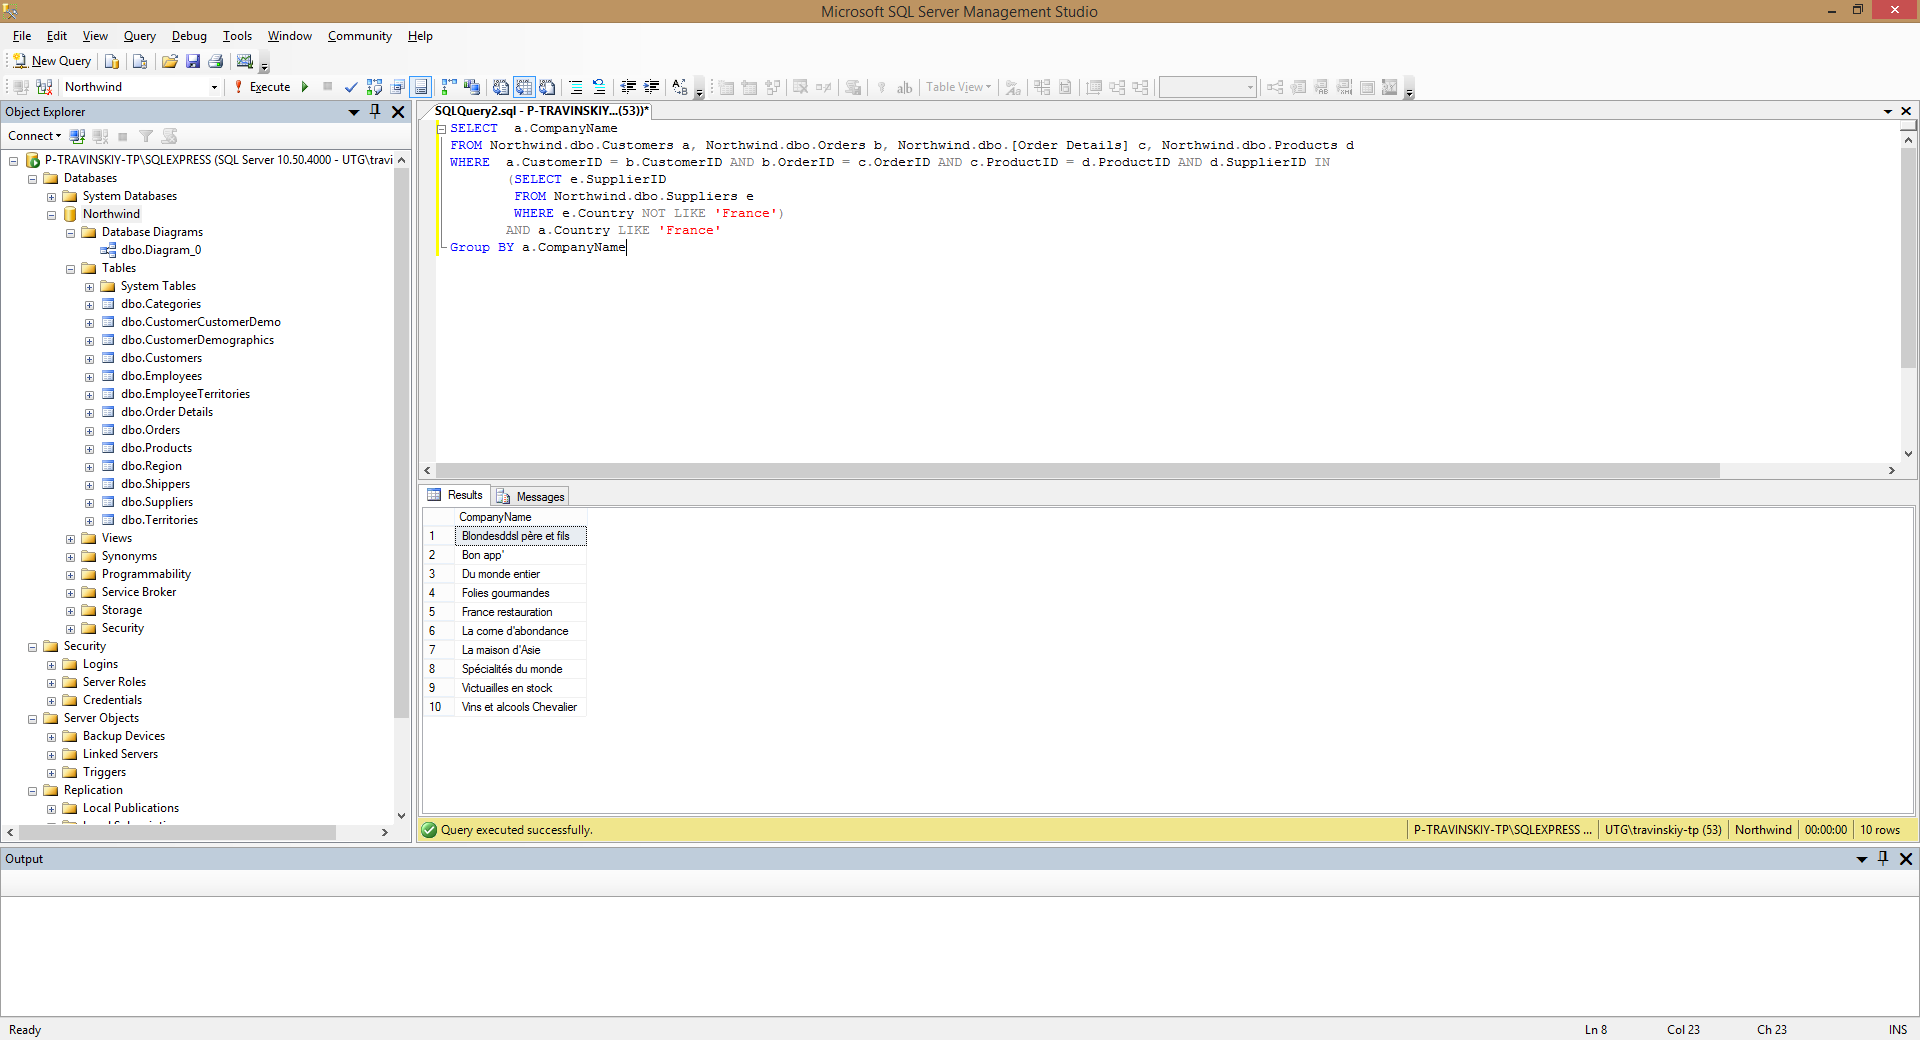 Microsoft SQL Server Management Studio
File Edit View Query Debug Tools Window Community Help
New Query
Northwind Execute Table View
Object Explorer
Connect
P-TRAVINSKIY-TP\SQLEXPRESS (SQL Server 10.50.4000 - UTG\travi
Databases
System Databases
Northwind
Database Diagrams
dbo.Diagram_0
Tables
System Tables
dbo.Categories
dbo.CustomerCustomerDemo
dbo.CustomerDemographics
dbo.Customers
dbo.Employees
dbo.EmployeeTerritories
dbo.Order Details
dbo.Orders
dbo.Products
dbo.Region
dbo.Shippers
dbo.Suppliers
dbo.Territories
Views
Synonyms
Programmability
Service Broker
Storage
Security
Security
Logins
Server Roles
Credentials
Server Objects
Backup Devices
Linked Servers
Triggers
Replication
Local Publications
SQLQuery2.sql - P-TRAVINSKIY...(53))*
SELECT  a.CompanyName
FROM Northwind.dbo.Customers a, Northwind.dbo.Orders b, Northwind.dbo.[Order Details] c, Northwind.dbo.Products d
WHERE  a.CustomerID = b.CustomerID AND b.OrderID = c.OrderID AND c.ProductID = d.ProductID AND d.SupplierID IN
(SELECT e.SupplierID
FROM Northwind.dbo.Suppliers e
WHERE e.Country NOT LIKE 'France')
AND a.Country LIKE 'France'
Group BY a.CompanyName
Results Messages
CompanyName
1 Blondesddsl père et fils
2 Bon app'
3 Du monde entier
4 Folies gourmandes
5 France restauration
6 La corne d'abondance
7 La maison d'Asie
8 Spécialités du monde
9 Victuailles en stock
10 Vins et alcools Chevalier
Query executed successfully. P-TRAVINSKIY-TP\SQLEXPRESS ... UTG\travinskiy-tp (53) Northwind 00:00:00 10 rows
Output
Ready Ln 8 Col 23 Ch 23 INS